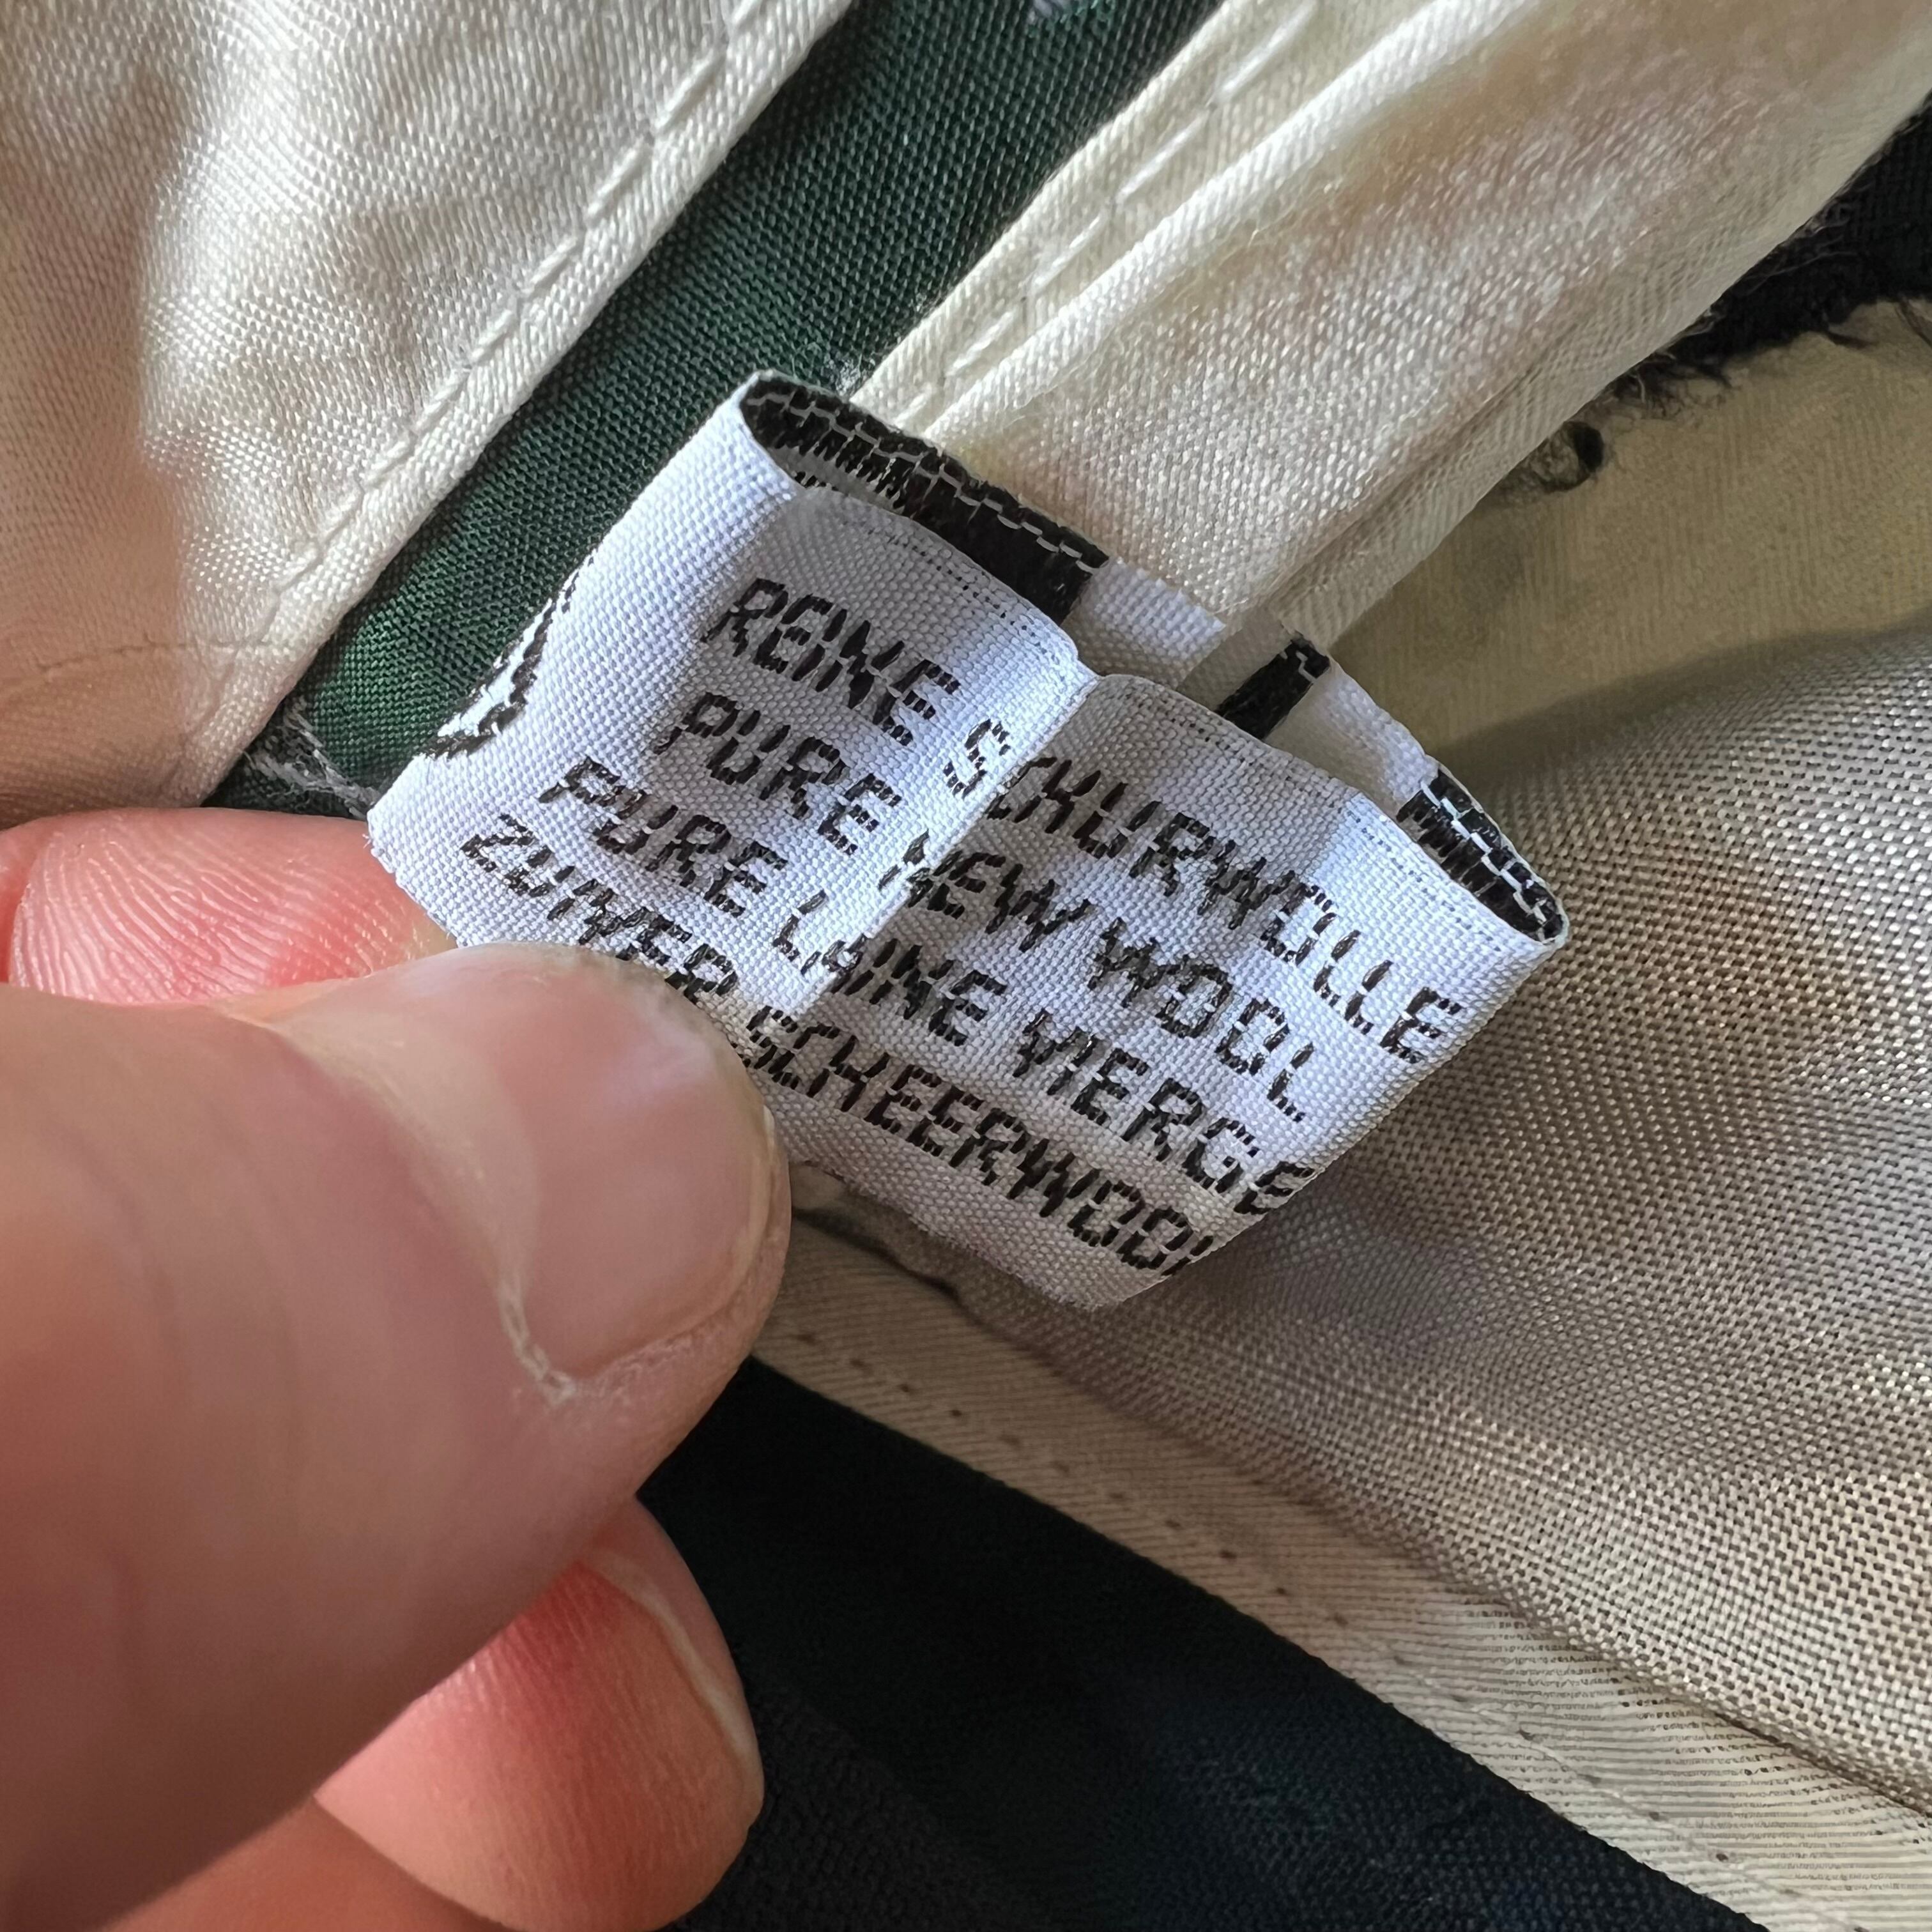 REINE SCHURWOLLE
PURE NEW WOOL
PURE LAINE VIERGE
ZUIVER SCHEERWOOL